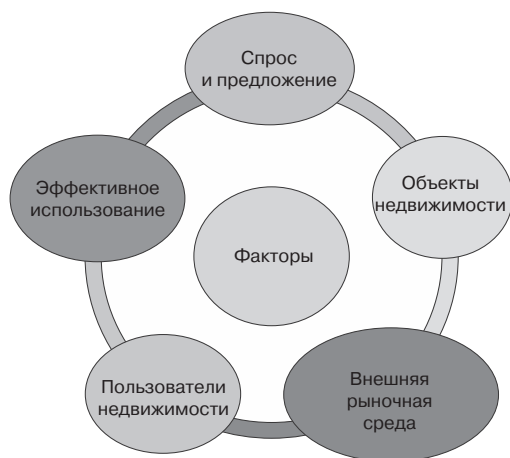 Спрос
и предложение
Объекты
недвижимости
Внешняя
рыночная
среда
Пользователи
недвижимости
Эффективное
использование
Факторы